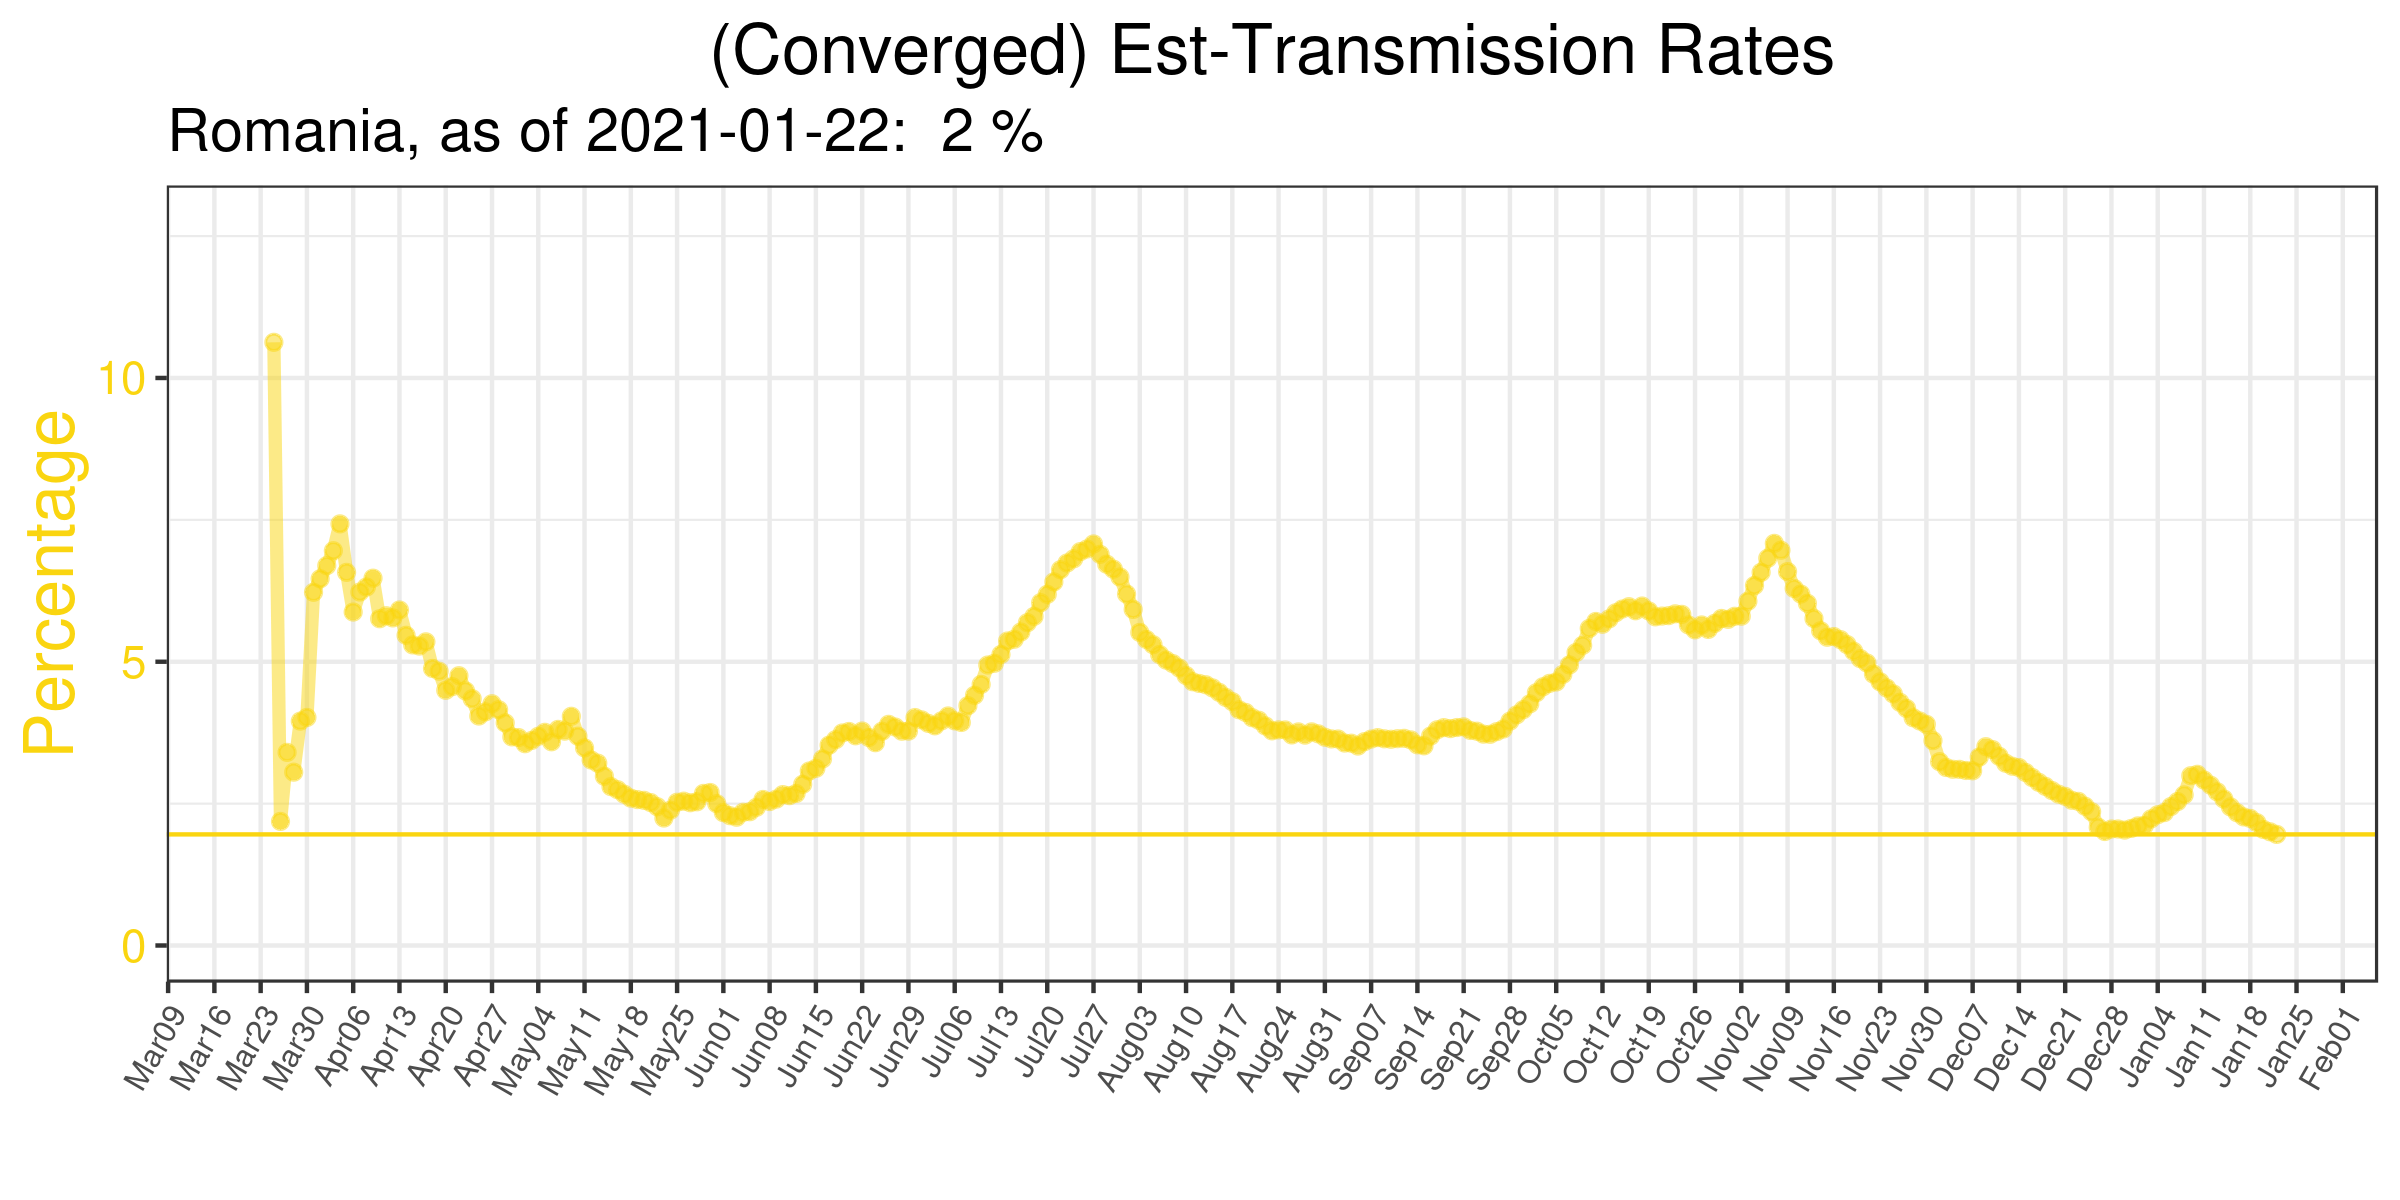 (Converged) Est-Transmission Rates
Romania, as of 2021-01-22:  2 %
Percentage
10
5
0
Mar09
Mar16
Mar23
Mar30
Apr06
Apr13
Apr20
Apr27
May04
May11
May18
May25
Jun01
Jun08
Jun15
Jun22
Jun29
Jul06
Jul13
Jul20
Jul27
Aug03
Aug10
Aug17
Aug24
Aug31
Sep07
Sep14
Sep21
Sep28
Oct05
Oct12
Oct19
Oct26
Nov02
Nov09
Nov16
Nov23
Nov30
Dec07
Dec14
Dec21
Dec28
Jan04
Jan11
Jan18
Jan25
Feb01